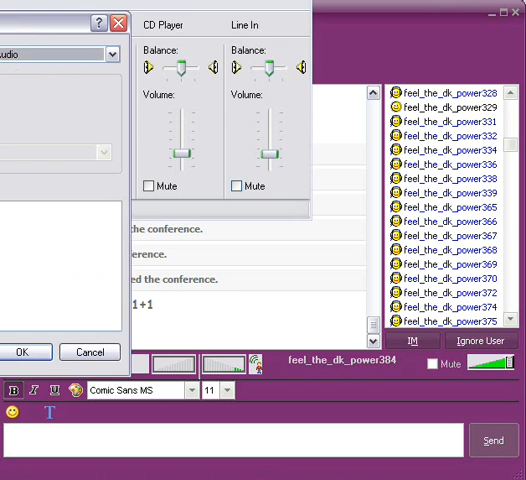 CD Player
Line In
udio
Balance:
Balance:
Volume:
Volume:
Mute
Mute
the conference.
erence.
ed the conference.
1+1
OK
Cancel
feel_the_dk_power328
feel_the_dk_power329
feel_the_dk_power331
feel_the_dk_power332
feel_the_dk_power334
feel_the_dk_power336
feel_the_dk_power338
feel_the_dk_power339
feel_the_dk_power365
feel_the_dk_power366
feel_the_dk_power367
feel_the_dk_power368
feel_the_dk_power369
feel_the_dk_power370
feel_the_dk_power372
feel_the_dk_power374
feel_the_dk_power375
IM
Ignore User
feel_the_dk_power384
Mute
B I U
Comic Sans MS
11
T
Send